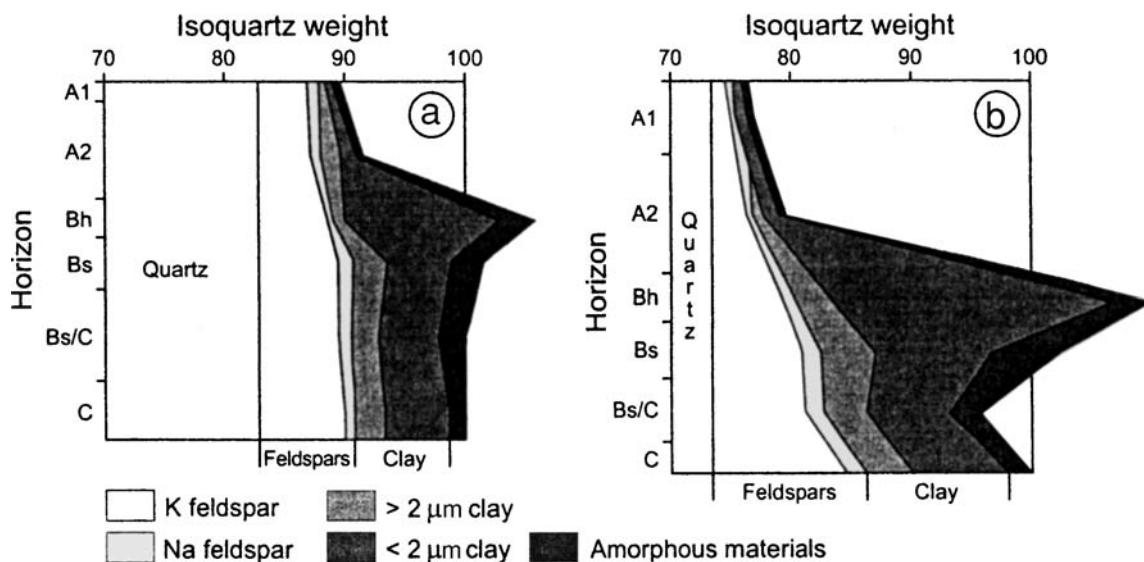 Isoquartz weight
70 80 90 100
a
Horizon
A1
A2
Bh
Bs
Bs/C
C
Quartz
Feldspars
Clay
Isoquartz weight
70 80 90 100
b
Horizon
A1
A2
Bh
Bs
Bs/C
C
Quartz
Feldspars
Clay
K feldspar
> 2 μm clay
Na feldspar
< 2 μm clay
Amorphous materials